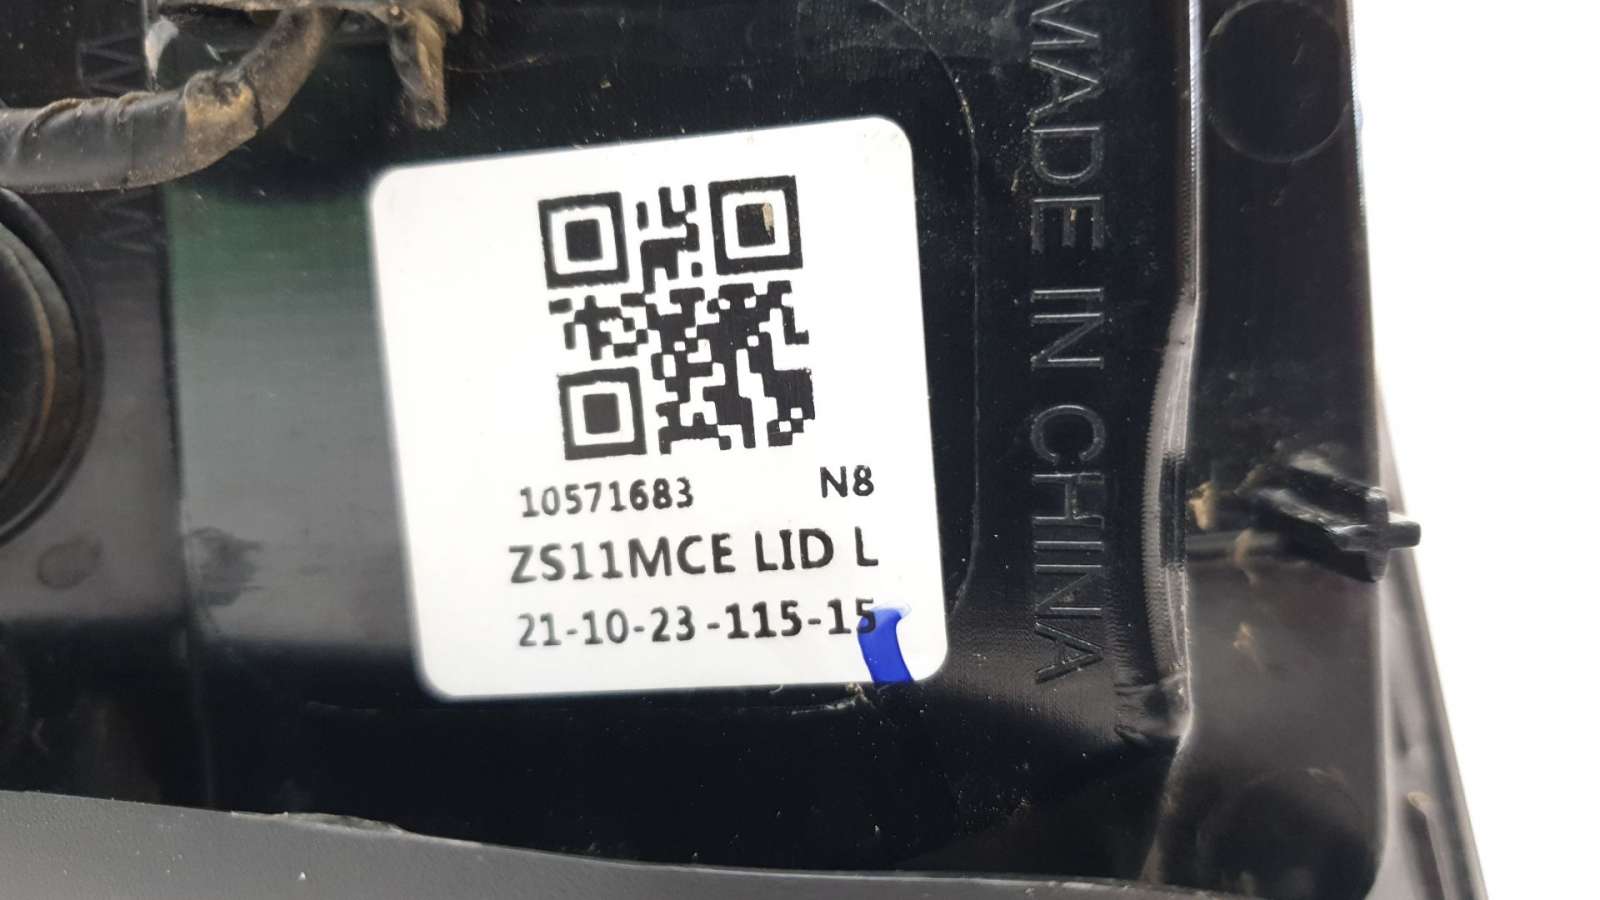 10571683 N8
ZS11MCE LID L
21-10-23-115-15
MADE IN CHINA